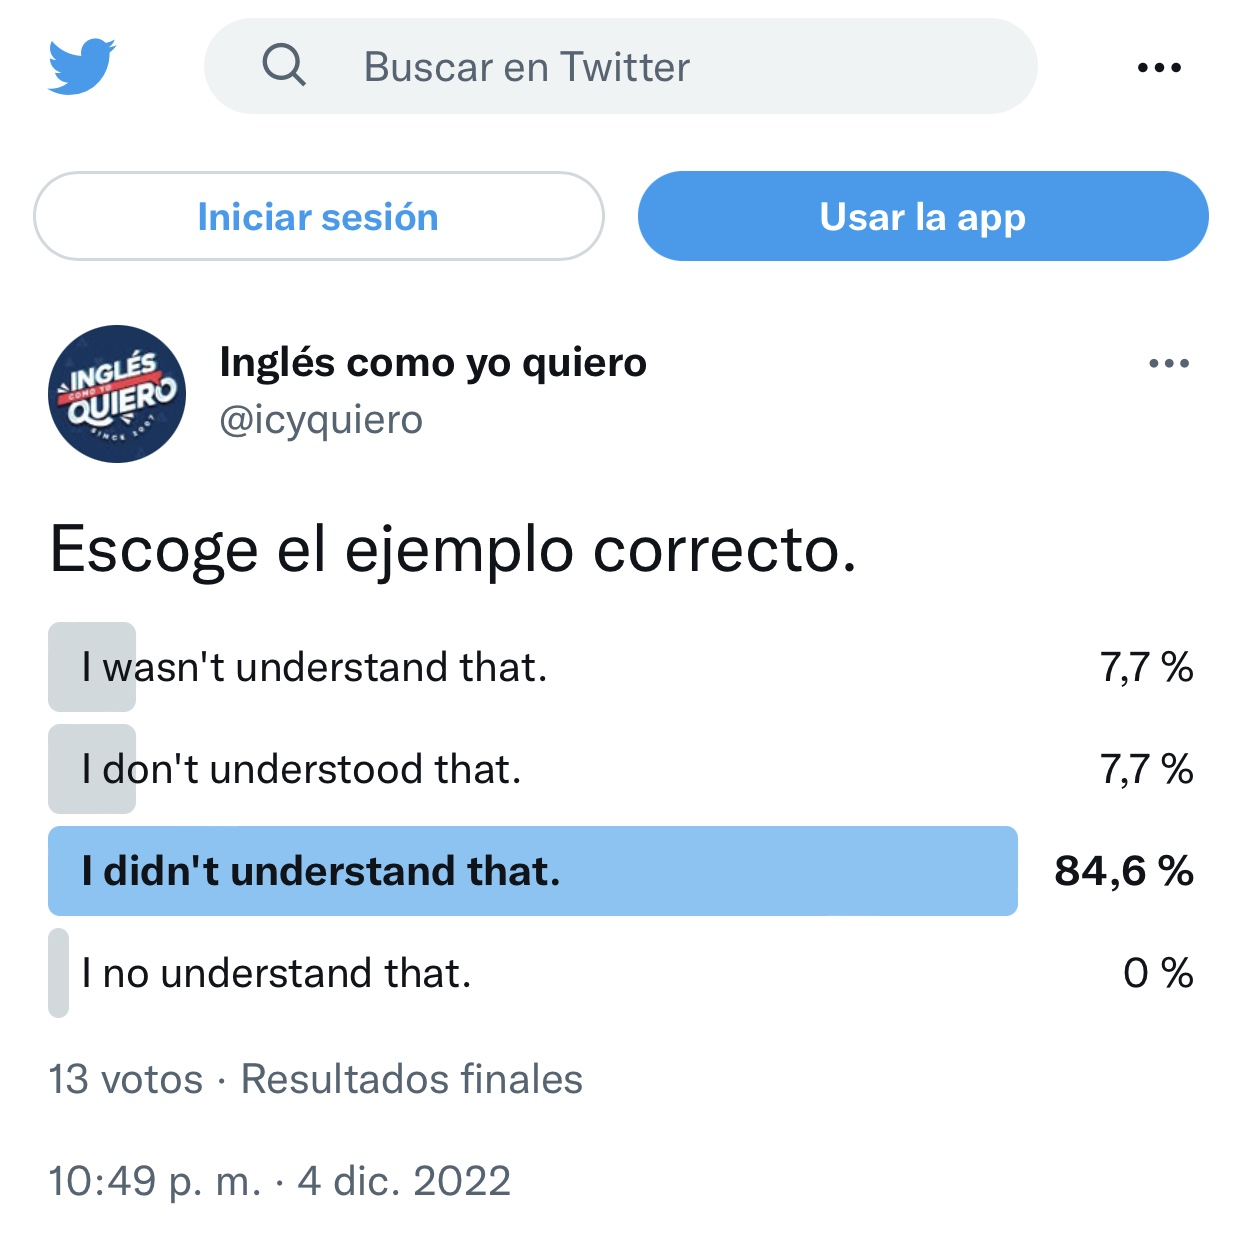 Buscar en Twitter
Iniciar sesión
Usar la app
INGLÉS
COMO YO
QUIERO
SINCE 2007
Inglés como yo quiero
@icyquiero
Escoge el ejemplo correcto.
I wasn't understand that. 7,7 %
I don't understood that. 7,7 %
I didn't understand that. 84,6 %
I no understand that. 0 %
13 votos · Resultados finales
10:49 p. m. · 4 dic. 2022